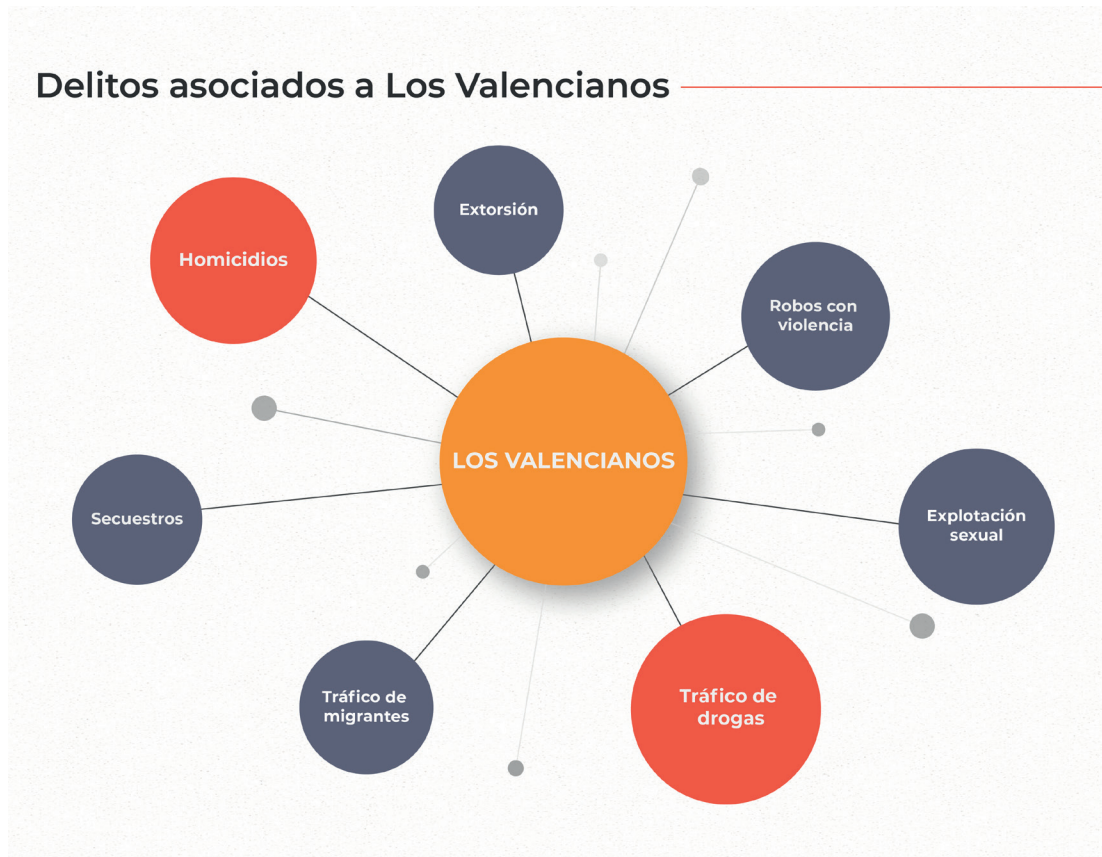 Delitos asociados a Los Valencianos
Extorsión
Homicidios
Robos con
violencia
LOS VALENCIANOS
Secuestros
Explotación
sexual
Tráfico de
migrantes
Tráfico de
drogas